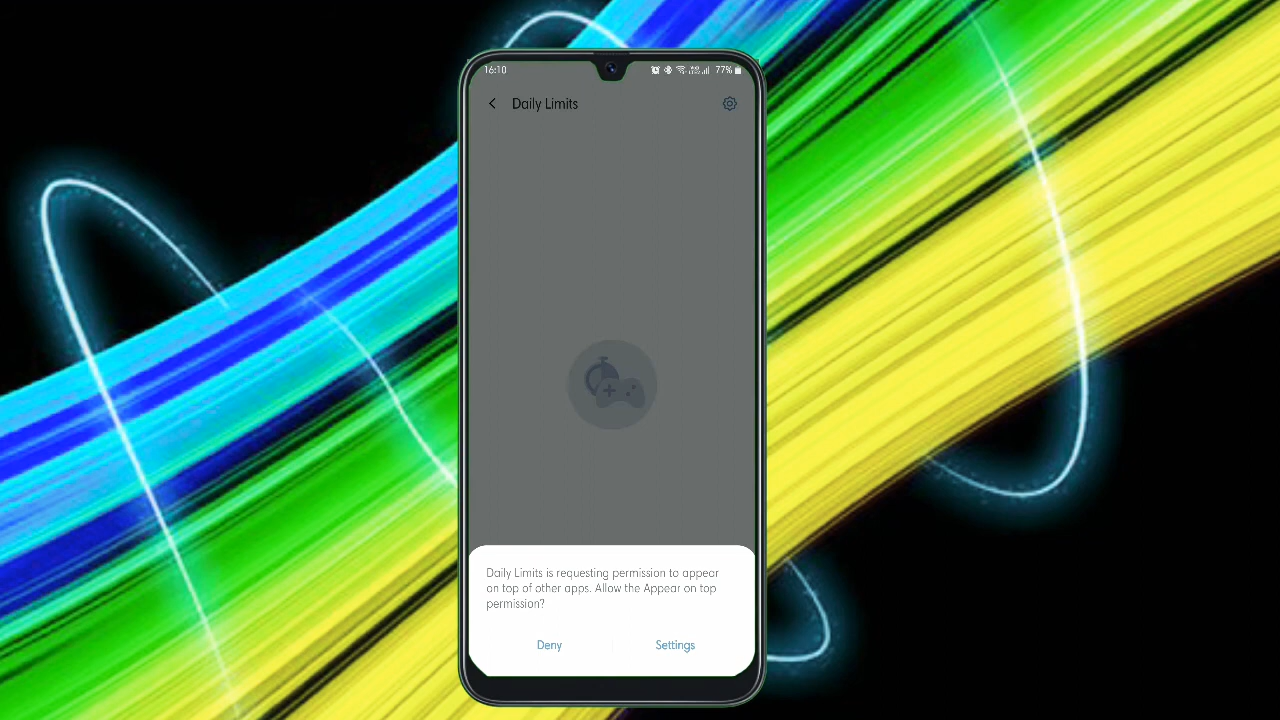 16:10
77%
Daily Limits
Daily Limits is requesting permission to appear
on top of other apps. Allow the Appear on top
permission?
Deny
Settings